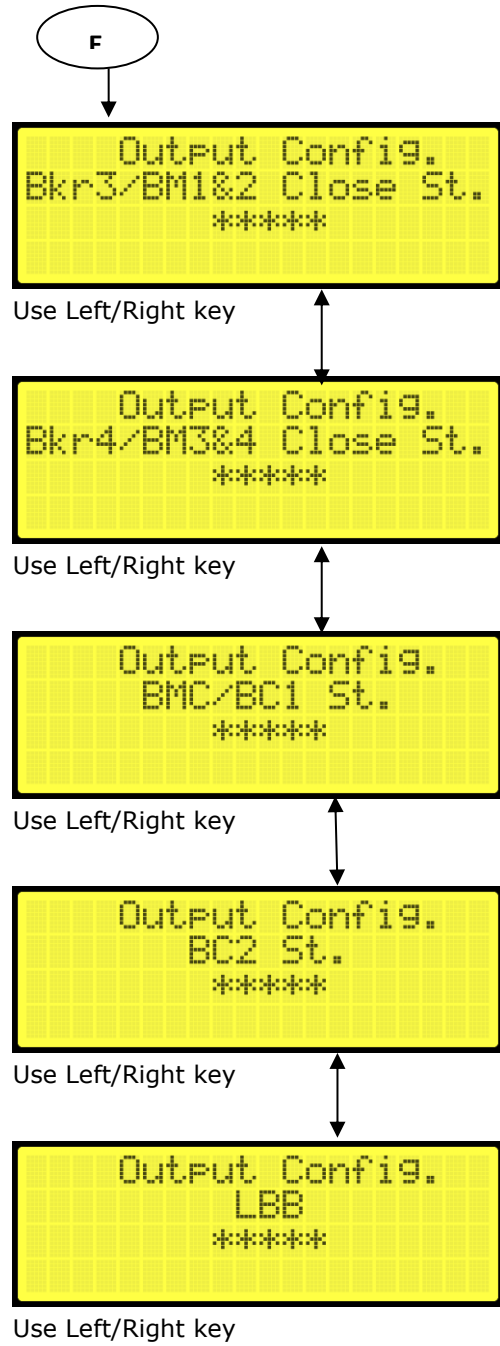 Output Config.
Bkr3/BM1&2 Close St.
*****
Use Left/Right key
Output Config.
Bkr4/BM3&4 Close St.
*****
Use Left/Right key
Output Config.
BMC/BC1 St.
*****
Use Left/Right key
Output Config.
BC2 St.
*****
Use Left/Right key
Output Config.
LBB
*****
Use Left/Right key